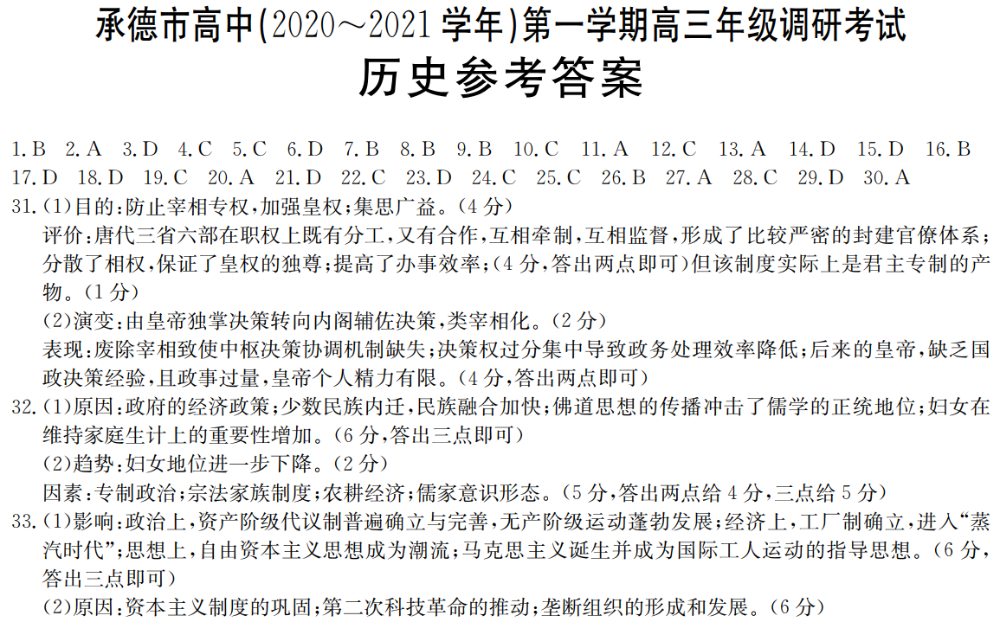 承德市高中(2020～2021学年)第一学期高三年级调研考试
历史参考答案
1. B 2. A 3. D 4. C 5. C 6. D 7. B 8. B 9. B 10. C 11. A 12. C 13. A 14. D 15. D 16. B
17. D 18. D 19. C 20. A 21. D 22. C 23. D 24. C 25. C 26. B 27. A 28. C 29. D 30. A
31. (1)目的:防止宰相专权,加强皇权;集思广益。(4分)
评价:唐代三省六部在职权上既有分工,又有合作,互相牵制,互相监督,形成了比较严密的封建官僚体系;
分散了相权,保证了皇权的独尊;提高了办事效率;(4分,答出两点即可)但该制度实际上是君主专制的产
物。(1分)
(2)演变:由皇帝独掌决策转向内阁辅佐决策,类宰相化。(2分)
表现:废除宰相致使中枢决策协调机制缺失;决策权过分集中导致政务处理效率降低;后来的皇帝,缺乏国
政决策经验,且政事过量,皇帝个人精力有限。(4分,答出两点即可)
32. (1)原因:政府的经济政策;少数民族内迁,民族融合加快;佛道思想的传播冲击了儒学的正统地位;妇女在
维持家庭生计上的重要性增加。(6分,答出三点即可)
(2)趋势:妇女地位进一步下降。(2分)
因素:专制政治;宗法家族制度;农耕经济;儒家意识形态。(5分,答出两点给4分,三点给5分)
33. (1)影响:政治上,资产阶级代议制普遍确立与完善,无产阶级运动蓬勃发展;经济上,工厂制确立,进入“蒸
汽时代”;思想上,自由资本主义思想成为潮流;马克思主义诞生并成为国际工人运动的指导思想。(6分,
答出三点即可)
(2)原因:资本主义制度的巩固;第二次科技革命的推动;垄断组织的形成和发展。(6分)